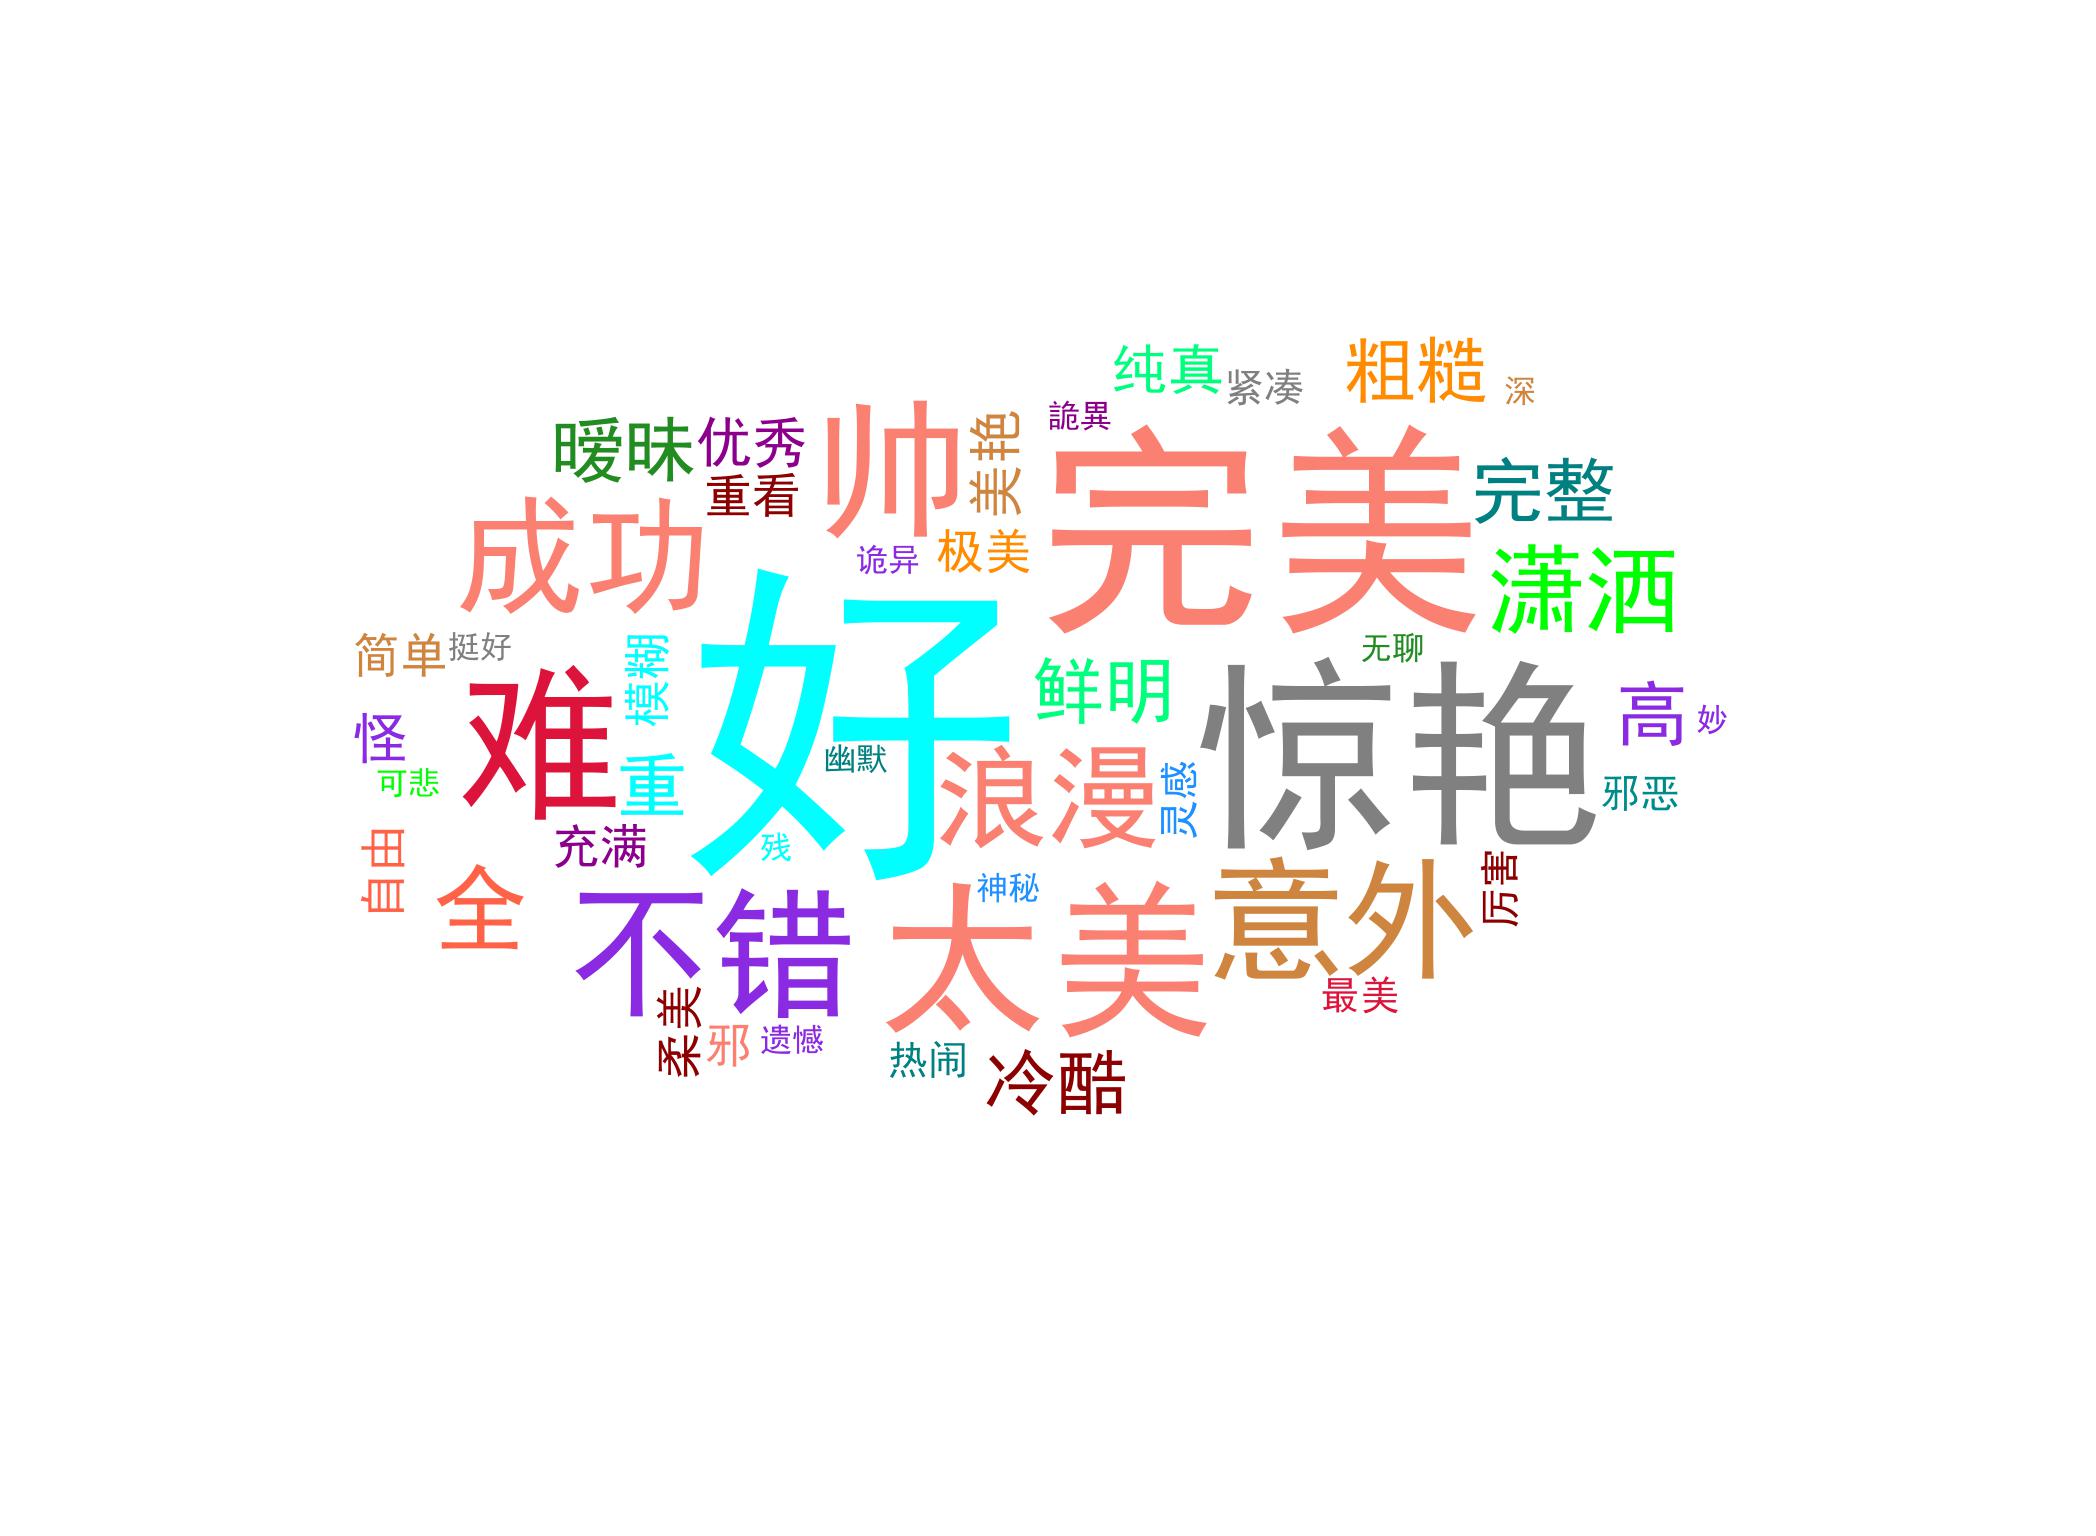 纯真
紧凑
粗糙
深
暧昧
优秀
帅
美艳
詭異
完美
完整
重看
成功
诡异
极美
潇洒
简单
挺好
模糊
好
鲜明
无聊
惊艳
高
妙
怪
难
重
幽默
浪漫
灵感
邪恶
可悲
充满
残
自由
全
不错
太美
神秘
意外
厉害
柔美
邪
遗憾
热闹
冷酷
最美